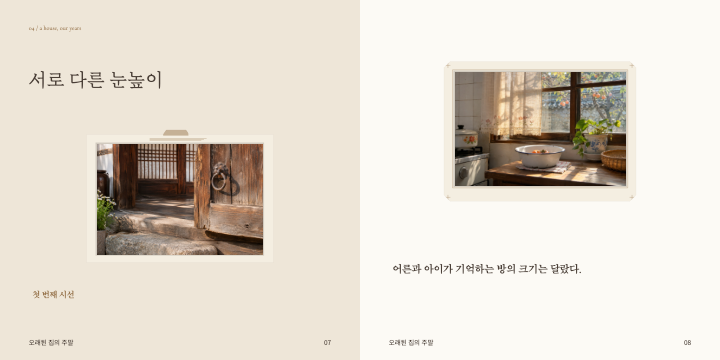 04 / a house, our years
서로 다른 눈높이
첫 번째 시선
오래된 집의 주말
07
어른과 아이가 기억하는 방의 크기는 달랐다.
오래된 집의 주말
08